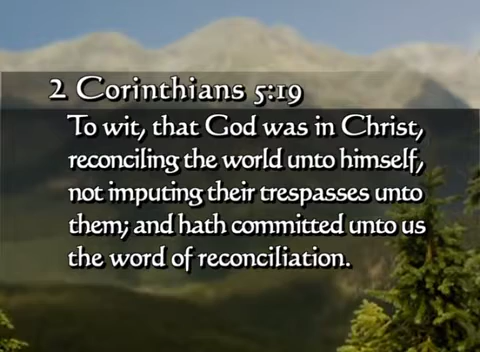 2 Corinthians 5:19
To wit, that God was in Christ,
reconciling the world unto himself,
not imputing their trespasses unto
them; and hath committed unto us
the word of reconciliation.